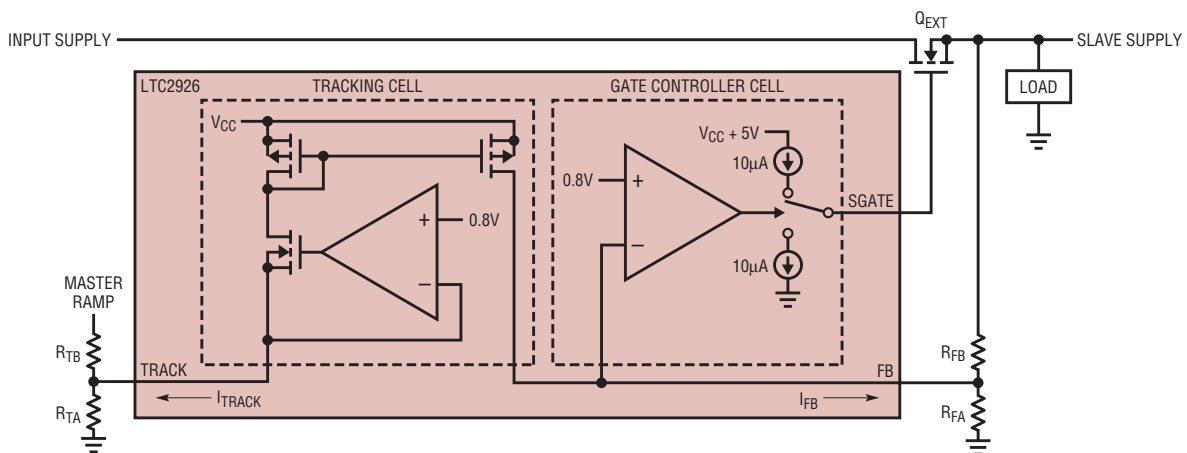 Q_EXT
INPUT SUPPLY
SLAVE SUPPLY
LTC2926
TRACKING CELL
GATE CONTROLLER CELL
LOAD
V_CC
V_CC + 5V
10μA
0.8V
+
SGATE
+
0.8V
−
10μA
−
MASTER
RAMP
R_TB
R_FB
TRACK
FB
I_TRACK
I_FB
R_TA
R_FA